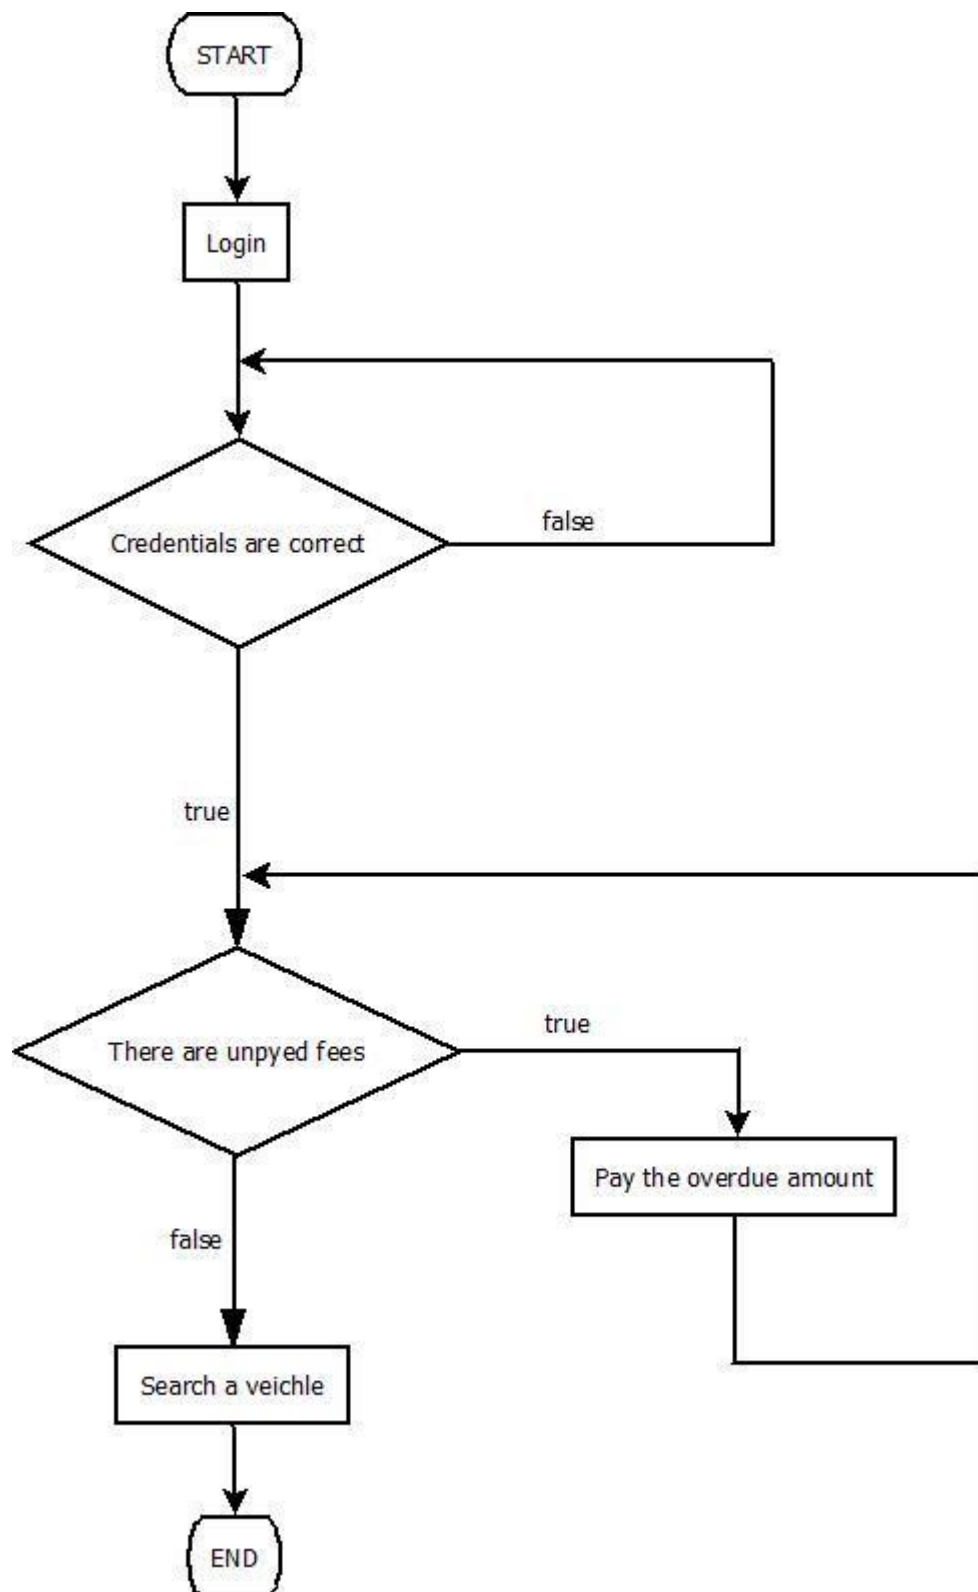 START
Login
Credentials are correct
false
true
There are unpyed fees
true
Pay the overdue amount
false
Search a veichle
END